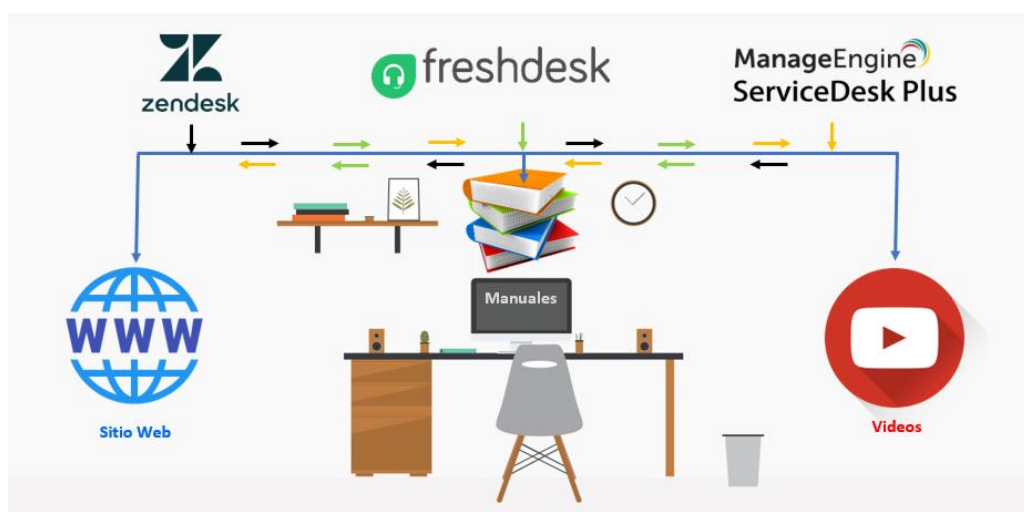 zendesk
freshdesk
ManageEngine
ServiceDesk Plus
Manuales
WWW
Sitio Web
Videos